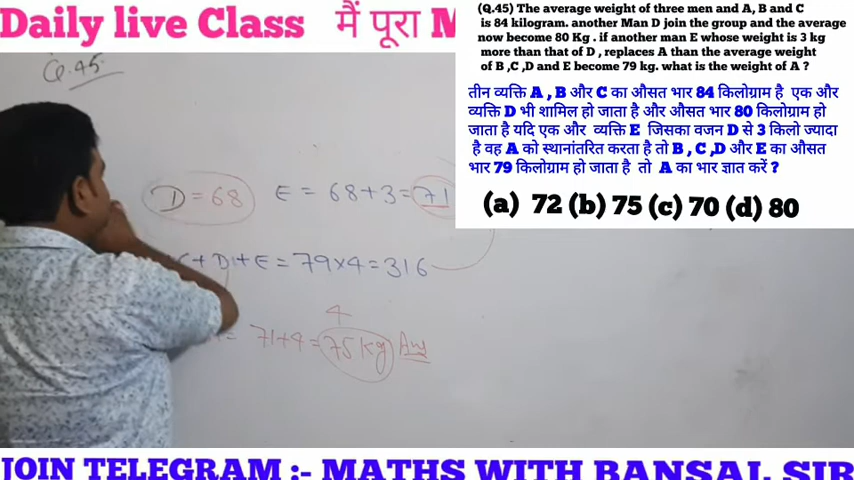 Daily live Class मैं पूरा M
(Q.45) The average weight of three men and A, B and C
is 84 kilogram. another Man D join the group and the average
now become 80 Kg . if another man E whose weight is 3 kg
more than that of D , replaces A than the average weight
of B ,C ,D and E become 79 kg. what is the weight of A ?
तीन व्यक्ति A , B और C का औसत भार 84 किलोग्राम है एक और
व्यक्ति D भी शामिल हो जाता है और औसत भार 80 किलोग्राम हो
जाता है यदि एक और व्यक्ति E जिसका वजन D से 3 किलो ज्यादा
है वह A को स्थानांतरित करता है तो B , C ,D और E का औसत
भार 79 किलोग्राम हो जाता है तो A का भार ज्ञात करें ?
(a) 72 (b) 75 (c) 70 (d) 80
Q.45.
D = 68 E = 68+3 = 71
+ D + E = 79×4 = 316
4
= 71+4 = 75 kg Ans
JOIN TELEGRAM :- MATHS WITH BANSAL SIR